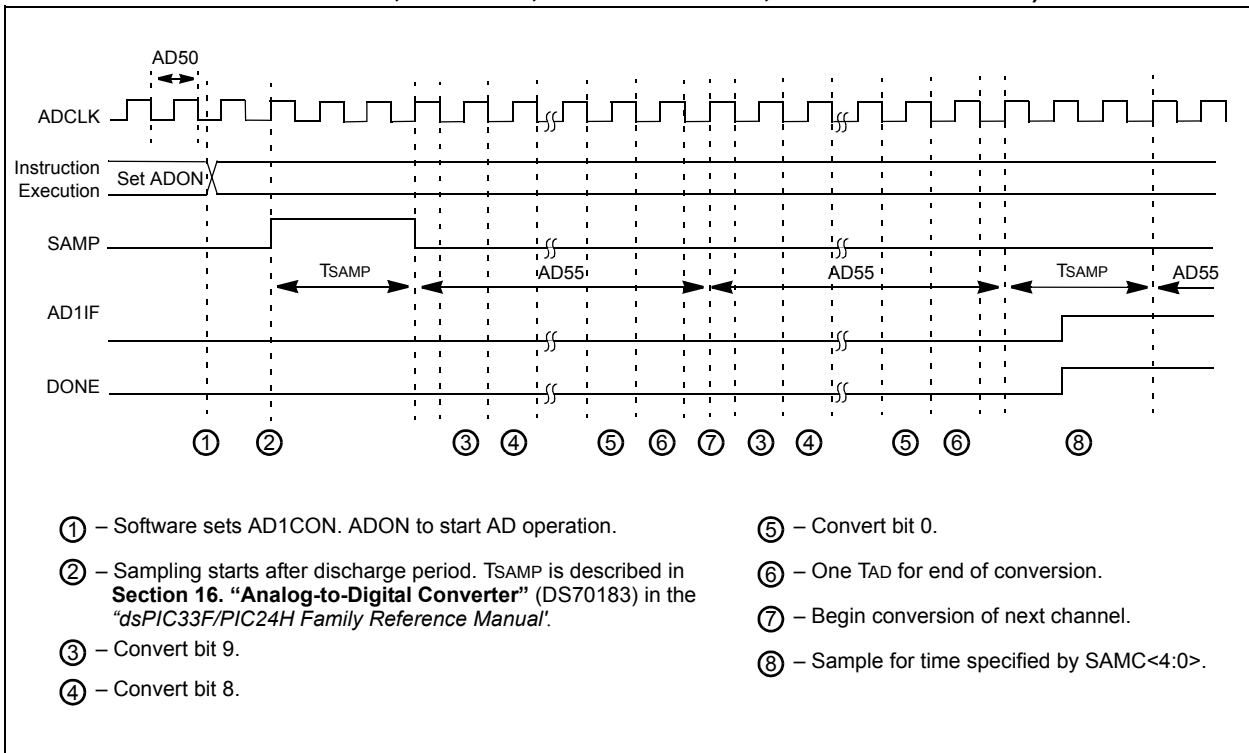 AD50
ADCLK
Instruction
Execution
Set ADON
SAMP
TSAMP
AD55
AD55
TSAMP
AD55
AD1IF
DONE
1 2 3 4 5 6 7 3 4 5 6 8
1 – Software sets AD1CON. ADON to start AD operation.
2 – Sampling starts after discharge period. TSAMP is described in
Section 16. “Analog-to-Digital Converter” (DS70183) in the
“dsPIC33F/PIC24H Family Reference Manual'.
3 – Convert bit 9.
4 – Convert bit 8.
5 – Convert bit 0.
6 – One TAD for end of conversion.
7 – Begin conversion of next channel.
8 – Sample for time specified by SAMC<4:0>.